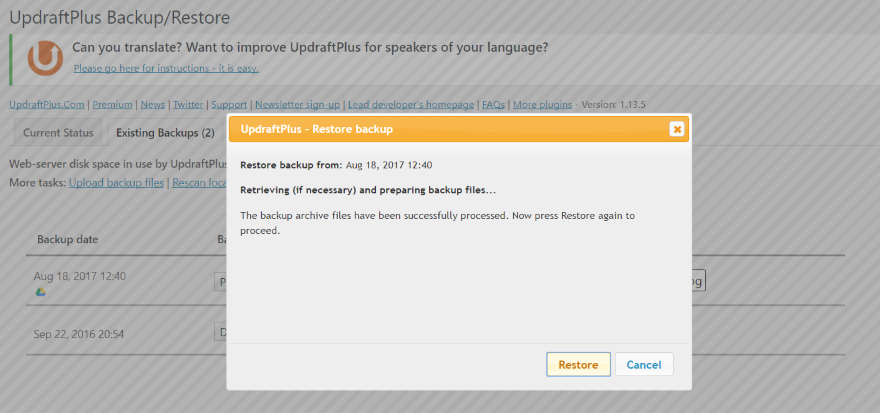 UpdraftPlus Backup/Restore
Can you translate? Want to improve UpdraftPlus for speakers of your language?
Please go here for instructions - it is easy.
UpdraftPlus.Com | Premium | News | Twitter | Support | Newsletter sign-up | Lead developer's homepage | FAQs | More plugins - Version: 1.13.5
Current Status Existing Backups (2)
UpdraftPlus - Restore backup
Web-server disk space in use by UpdraftPlus
More tasks: Upload backup files | Rescan loca
Restore backup from: Aug 18, 2017 12:40
Retrieving (if necessary) and preparing backup files...
The backup archive files have been successfully processed. Now press Restore again to
proceed.
Backup date Ba
Aug 18, 2017 12:40 P og
Sep 22, 2016 20:54 D
Restore Cancel